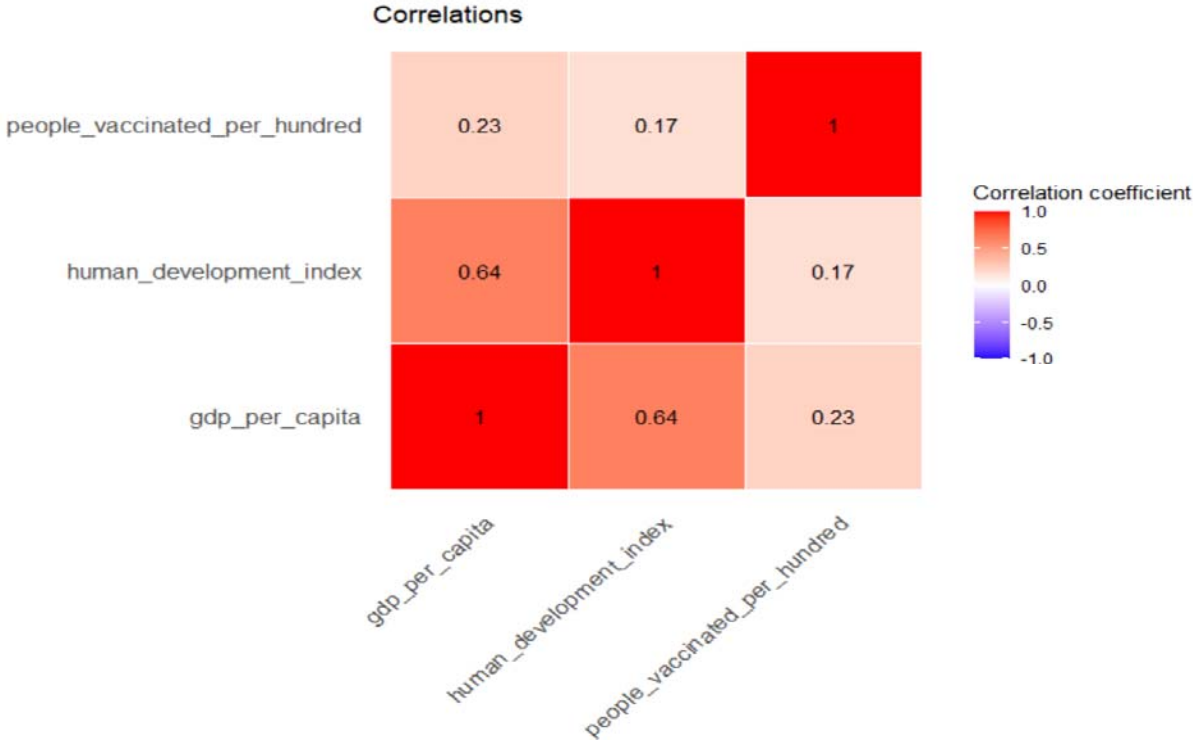 Correlations
people_vaccinated_per_hundred
0.23
0.17
1
human_development_index
0.64
1
0.17
gdp_per_capita
1
0.64
0.23
gdp_per_capita
human_development_index
people_vaccinated_per_hundred
Correlation coefficient
1.0
0.5
0.0
-0.5
-1.0